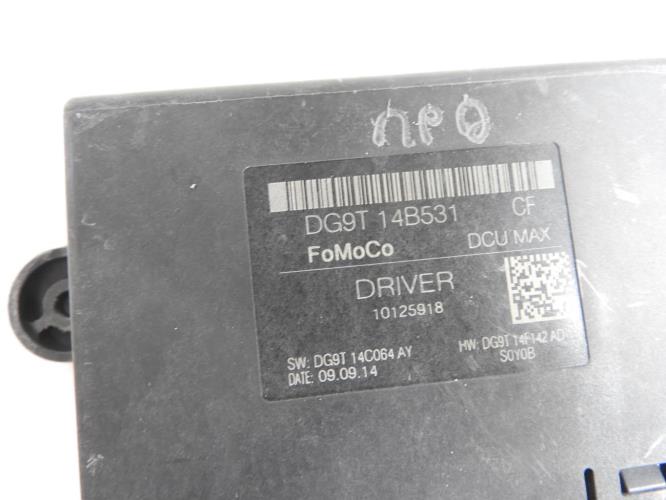 DG9T 14B531 CF
FoMoCo DCU MAX
DRIVER
10125918
SW: DG9T 14C064 AY HW: DG9T 14F142 AD
DATE: 09.09.14 S0Y0B